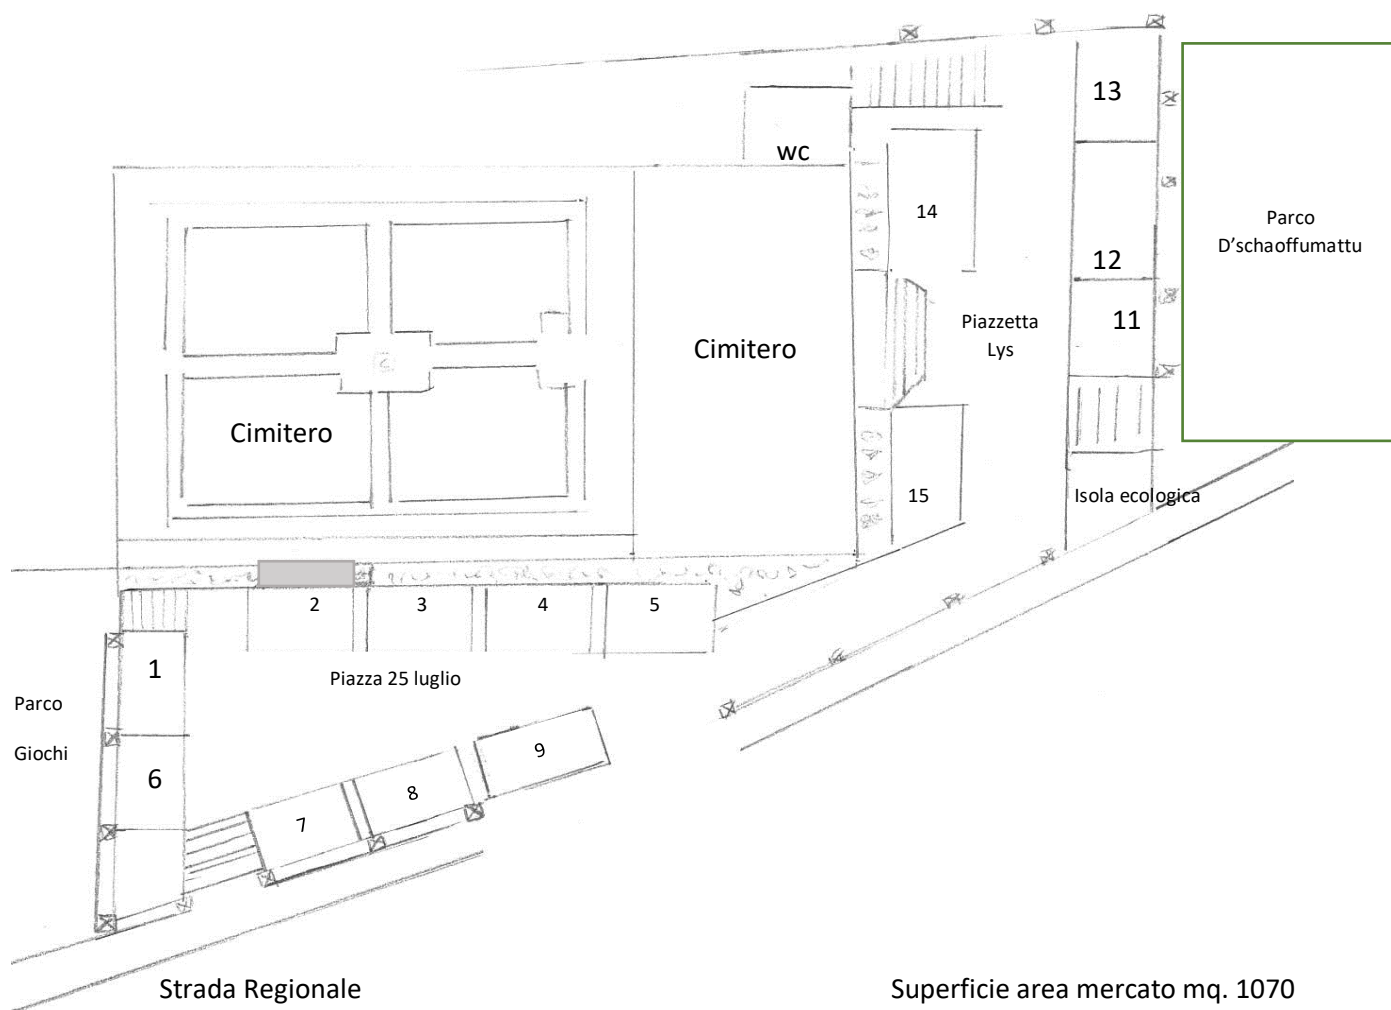 13
wc
14
Parco
D'schaoffumattu
12
11
Piazzetta
Lys
Cimitero
Cimitero
15
Isola ecologica
2
3
4
5
1
Piazza 25 luglio
Parco
Giochi
6
9
8
7
Strada Regionale
Superficie area mercato mq. 1070